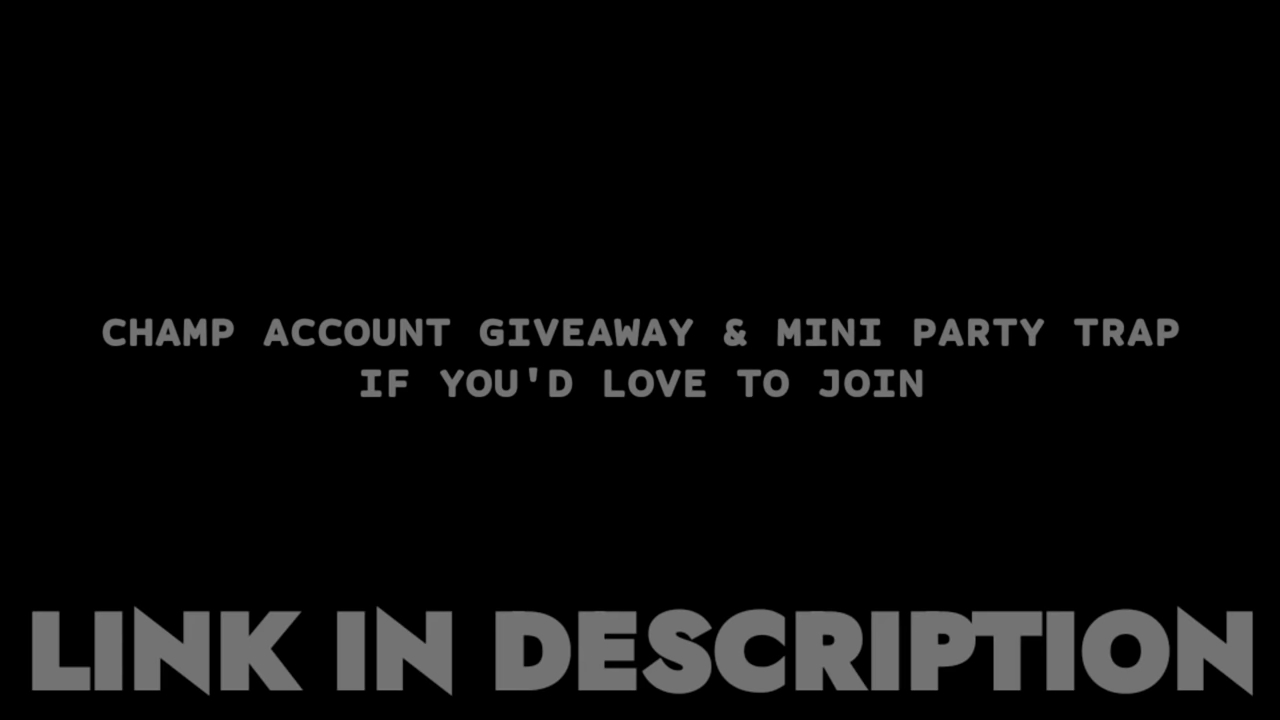 CHAMP ACCOUNT GIVEAWAY & MINI PARTY TRAP
IF YOU'D LOVE TO JOIN
LINK IN DESCRIPTION